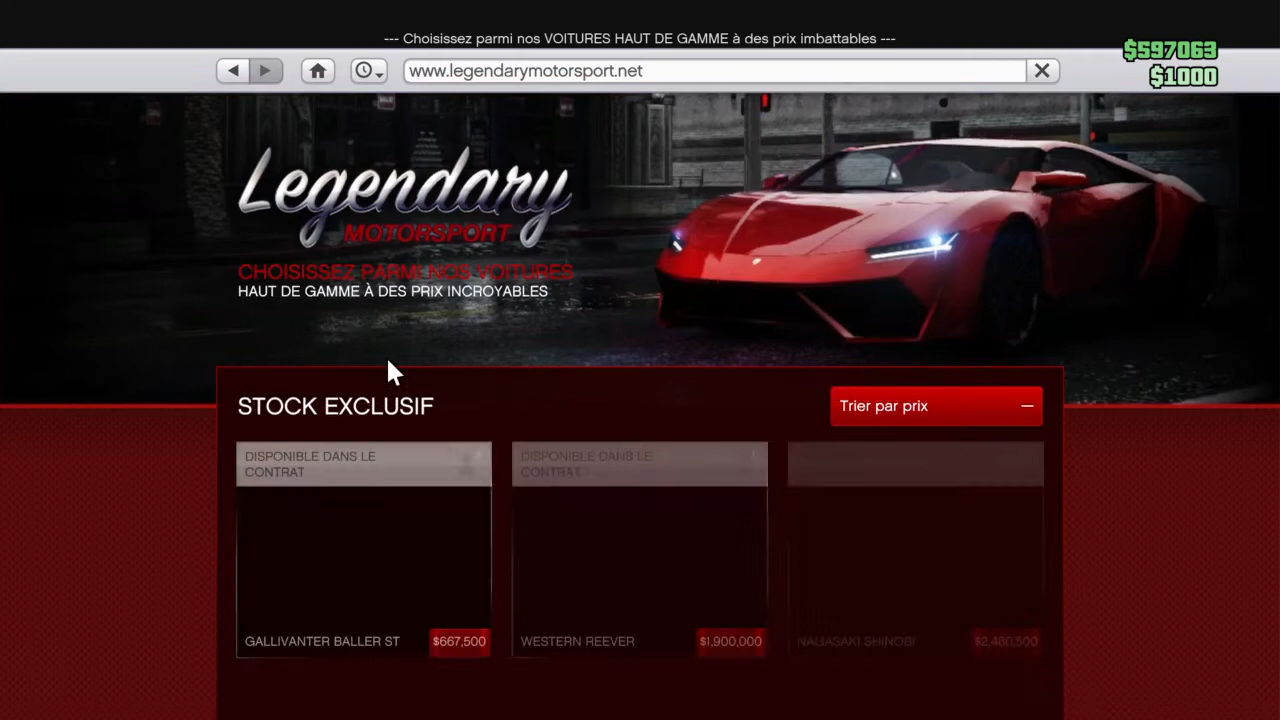 --- Choisissez parmi nos VOITURES HAUT DE GAMME à des prix imbattables ---
$597063
www.legendarymotorsport.net
$1000
Legendary
MOTORSPORT
CHOISISSEZ PARMI NOS VOITURES
HAUT DE GAMME À DES PRIX INCROYABLES
STOCK EXCLUSIF
Trier par prix
DISPONIBLE DANS LE
CONTRAT
DISPONIBLE DANS LE
CONTRAT
GALLIVANTER BALLER ST
$667,500
WESTERN REEVER
$1,900,000
NAGASAKI SHINOBI
$2,480,500